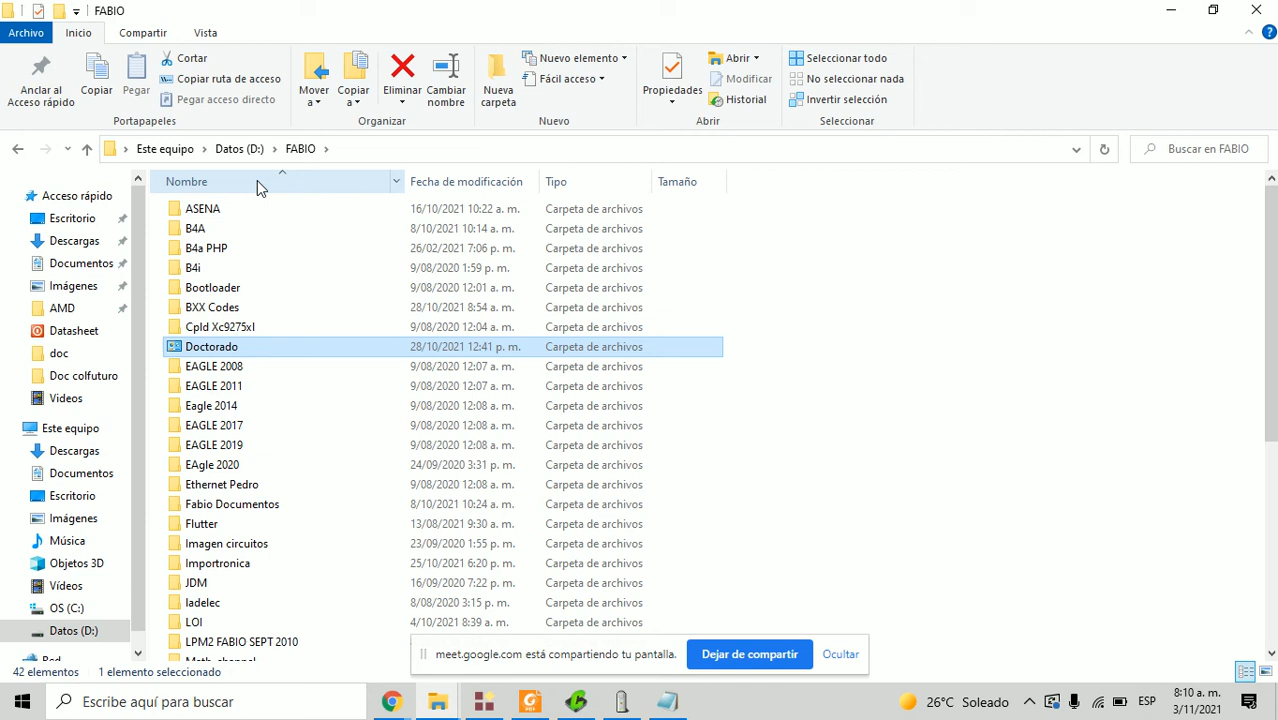 FABIO
Archivo Inicio Compartir Vista
Anclar al Acceso rápido
Copiar
Pegar
Cortar
Copiar ruta de acceso
Pegar acceso directo
Portapapeles
Mover a
Copiar a
Eliminar
Cambiar nombre
Organizar
Nueva carpeta
Nuevo elemento
Fácil acceso
Nuevo
Propiedades
Abrir
Modificar
Historial
Abrir
Seleccionar todo
No seleccionar nada
Invertir selección
Seleccionar
Este equipo > Datos (D:) > FABIO >
Buscar en FABIO
Acceso rápido
Escritorio
Descargas
Documentos
Imágenes
AMD
Datasheet
doc
Doc colfuturo
Videos
Este equipo
Descargas
Documentos
Escritorio
Imágenes
Música
Objetos 3D
Vídeos
OS (C:)
Datos (D:)
Nombre Fecha de modificación Tipo Tamaño
ASENA 16/10/2021 10:22 a. m. Carpeta de archivos
B4A 8/10/2021 10:14 a. m. Carpeta de archivos
B4a PHP 26/02/2021 7:06 p. m. Carpeta de archivos
B4i 9/08/2020 1:59 p. m. Carpeta de archivos
Bootloader 9/08/2020 12:01 a. m. Carpeta de archivos
BXX Codes 28/10/2021 8:54 a. m. Carpeta de archivos
Cpld Xc9275xl 9/08/2020 12:04 a. m. Carpeta de archivos
Doctorado 28/10/2021 12:41 p. m. Carpeta de archivos
EAGLE 2008 9/08/2020 12:07 a. m. Carpeta de archivos
EAGLE 2011 9/08/2020 12:07 a. m. Carpeta de archivos
Eagle 2014 9/08/2020 12:08 a. m. Carpeta de archivos
EAGLE 2017 9/08/2020 12:08 a. m. Carpeta de archivos
EAGLE 2019 9/08/2020 12:08 a. m. Carpeta de archivos
EAgle 2020 24/09/2020 3:31 p. m. Carpeta de archivos
Ethernet Pedro 9/08/2020 12:08 a. m. Carpeta de archivos
Fabio Documentos 8/10/2021 10:24 a. m. Carpeta de archivos
Flutter 13/08/2021 9:30 a. m. Carpeta de archivos
Imagen circuitos 23/09/2020 1:55 p. m. Carpeta de archivos
Importronica 25/10/2021 6:20 p. m. Carpeta de archivos
JDM 16/09/2020 7:22 p. m. Carpeta de archivos
ladelec 8/08/2020 3:15 p. m. Carpeta de archivos
LOI 4/10/2021 8:39 a. m. Carpeta de archivos
LPM2 FABIO SEPT 2010
meet.google.com está compartiendo tu pantalla. Dejar de compartir Ocultar
42 elementos 1 elemento seleccionado
Escribe aquí para buscar
26°C Soleado
ESP
8:10 a. m.
3/11/2021